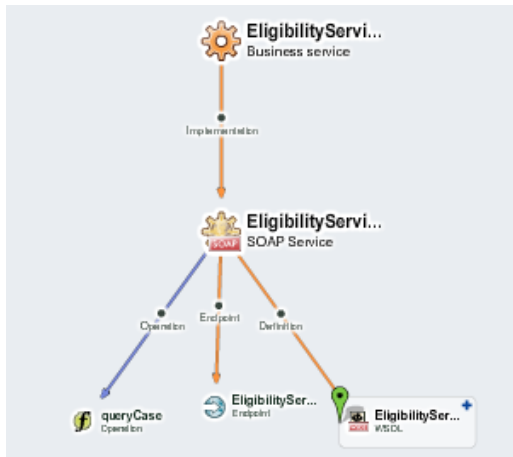 EligibilityServi...
Business service
Implementation
EligibilityServi...
SOAP
SOAP Service
Operation
Endpoint
Definition
queryCase
Operation
EligibilitySer...
Endpoint
EligibilitySer...
WSDL